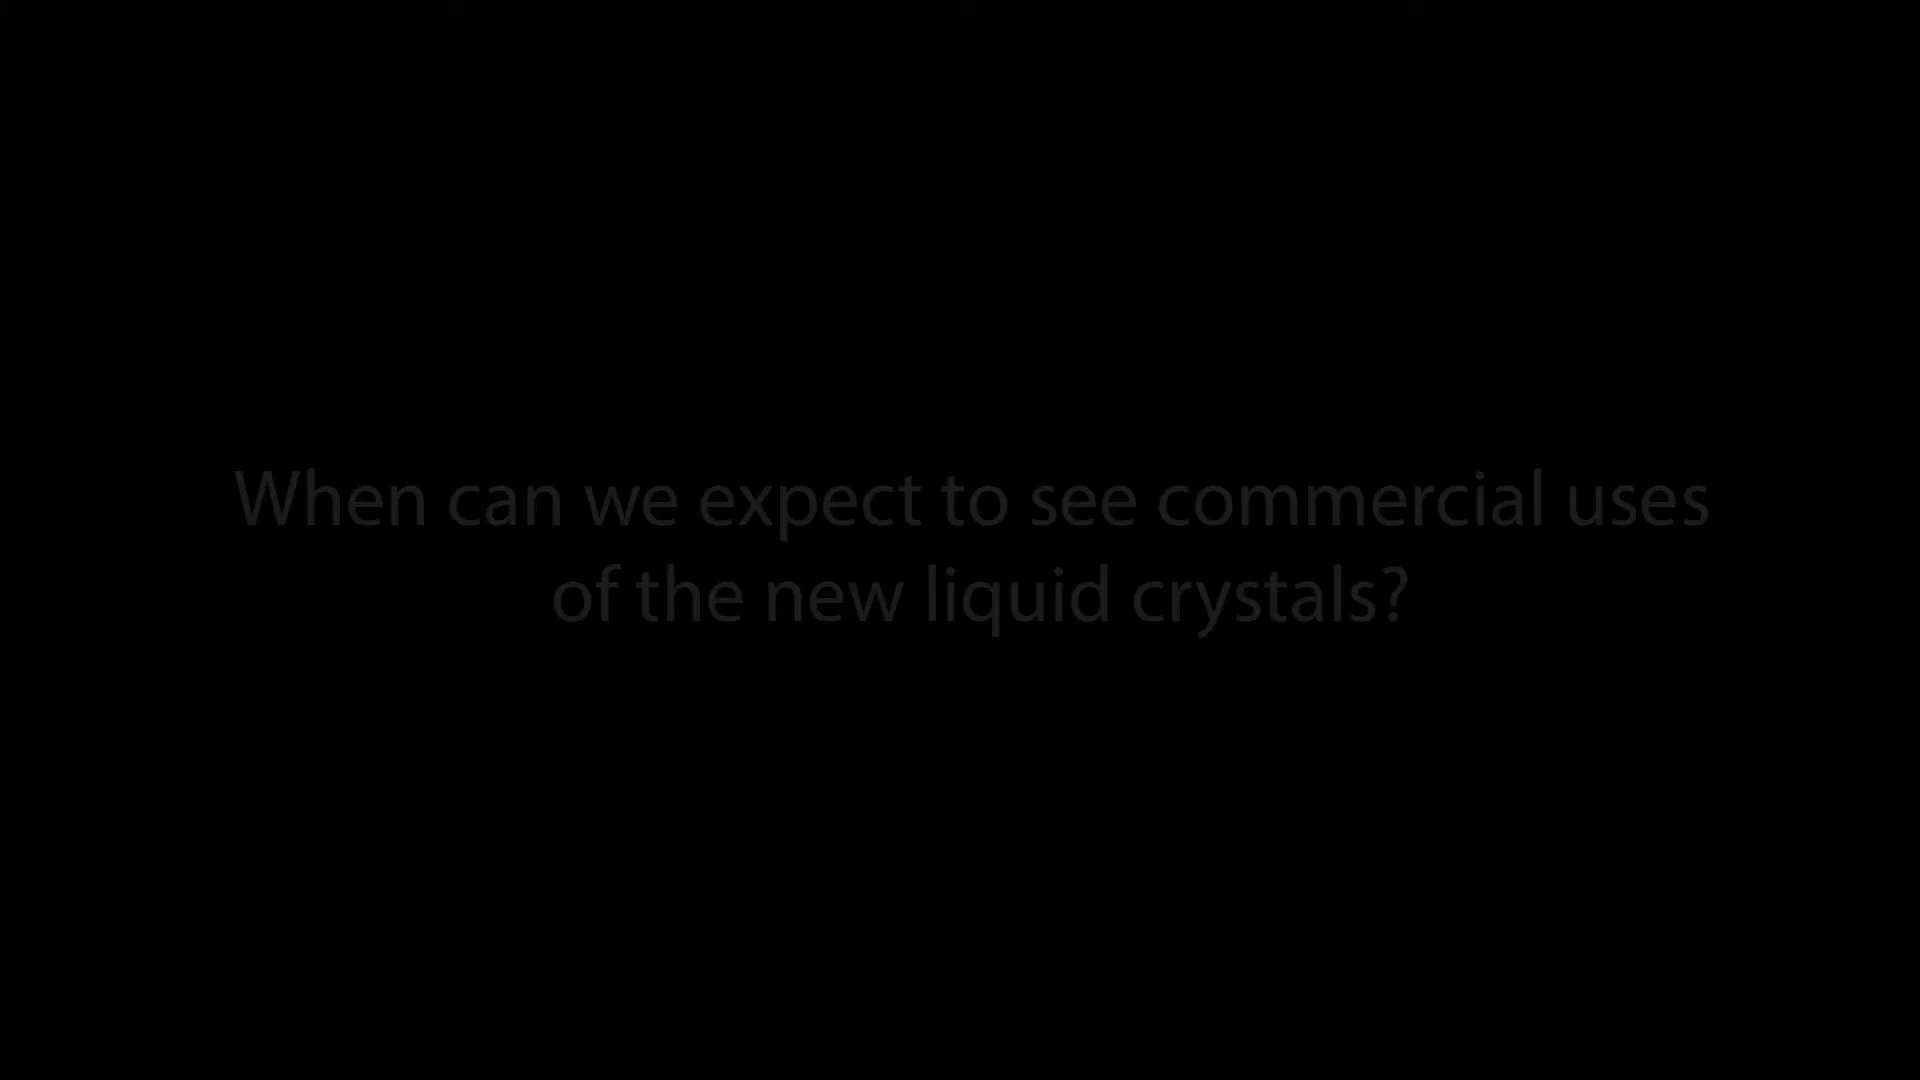 When can we expect to see commercial uses
of the new liquid crystals?